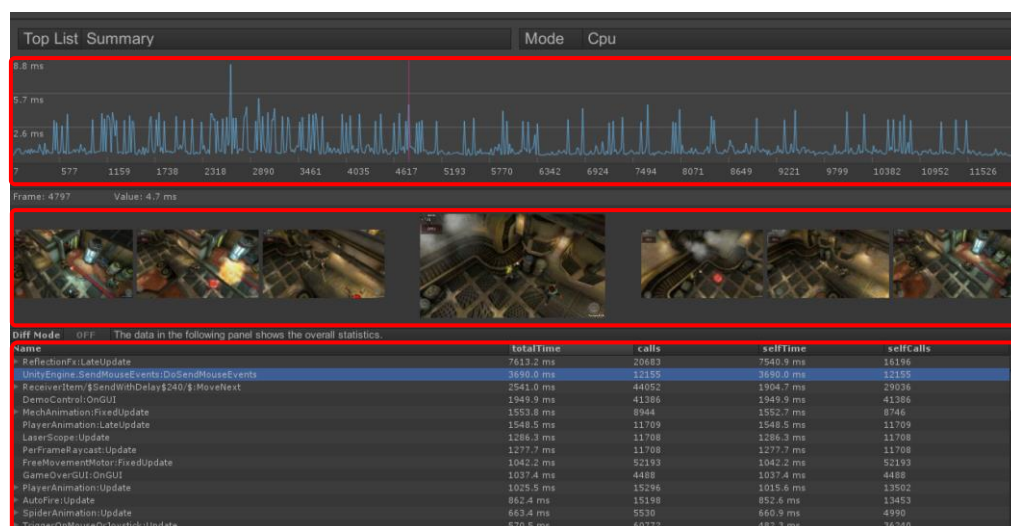 Top List Summary Mode Cpu
8.8 ms
5.7 ms
2.6 ms
7 577 1159 1738 2318 2890 3461 4035 4617 5193 5770 6342 6924 7494 8071 8649 9221 9799 10382 10952 11526
Frame: 4797 Value: 4.7 ms
Diff Mode OFF The data in the following panel shows the overall statistics.
Name totalTime calls selfTime selfCalls
ReflectionFx:LateUpdate 7613.2 ms 20683 7540.9 ms 16196
UnityEngine.SendMouseEvents:DoSendMouseEvents 3690.0 ms 12155 3690.0 ms 12155
ReceiverItem/$SendWithDelay$240/$:MoveNext 2541.0 ms 44052 1904.7 ms 29036
DemoControl:OnGUI 1949.9 ms 41386 1949.9 ms 41386
MechAnimation:FixedUpdate 1553.8 ms 8944 1552.7 ms 8746
PlayerAnimation:LateUpdate 1548.5 ms 11709 1548.5 ms 11709
LaserScope:Update 1286.3 ms 11708 1286.3 ms 11708
PerFrameRaycast:Update 1277.7 ms 11708 1277.7 ms 11708
FreeMovementMotor:FixedUpdate 1042.2 ms 52193 1042.2 ms 52193
GameOverGUI:OnGUI 1037.4 ms 4488 1037.4 ms 4488
PlayerAnimation:Update 1025.5 ms 15296 1015.6 ms 13502
AutoFire:Update 862.4 ms 15198 852.6 ms 13453
SpiderAnimation:Update 663.4 ms 5530 660.9 ms 4990
TriggerOnMouseOrJoystick:Update 570.5 ms 60772 482.3 ms 36240